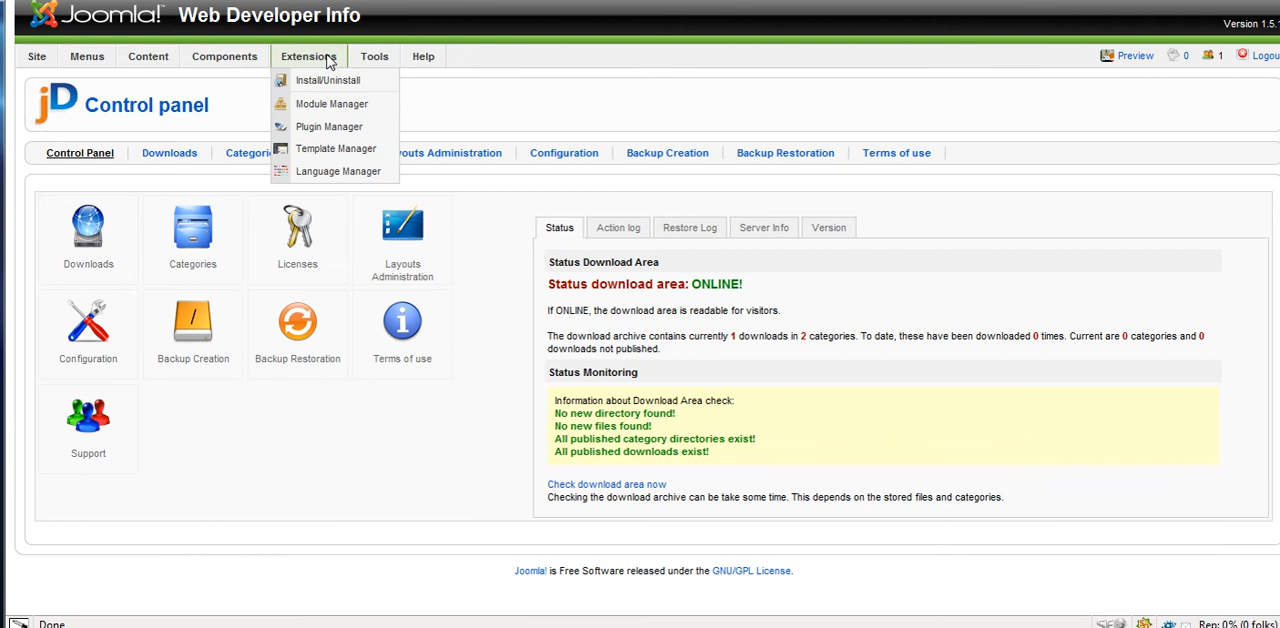 Joomla! Web Developer Info
Version 1.5.
Site Menus Content Components Extensions Tools Help
Preview 0 1 Logou
Install/Uninstall
Module Manager
Plugin Manager
Template Manager
Language Manager
jD Control panel
Control Panel Downloads Categori youts Administration Configuration Backup Creation Backup Restoration Terms of use
Downloads
Categories
Licenses
Layouts
Administration
Configuration
Backup Creation
Backup Restoration
Terms of use
Support
Status Action log Restore Log Server Info Version
Status Download Area
Status download area: ONLINE!
If ONLINE, the download area is readable for visitors.
The download archive contains currently 1 downloads in 2 categories. To date, these have been downloaded 0 times. Current are 0 categories and 0
downloads not published.
Status Monitoring
Information about Download Area check:
No new directory found!
No new files found!
All published category directories exist!
All published downloads exist!
Check download area now
Checking the download archive can be take some time. This depends on the stored files and categories.
Joomla! is Free Software released under the GNU/GPL License.
Done
Rep: 0% (0 folks)